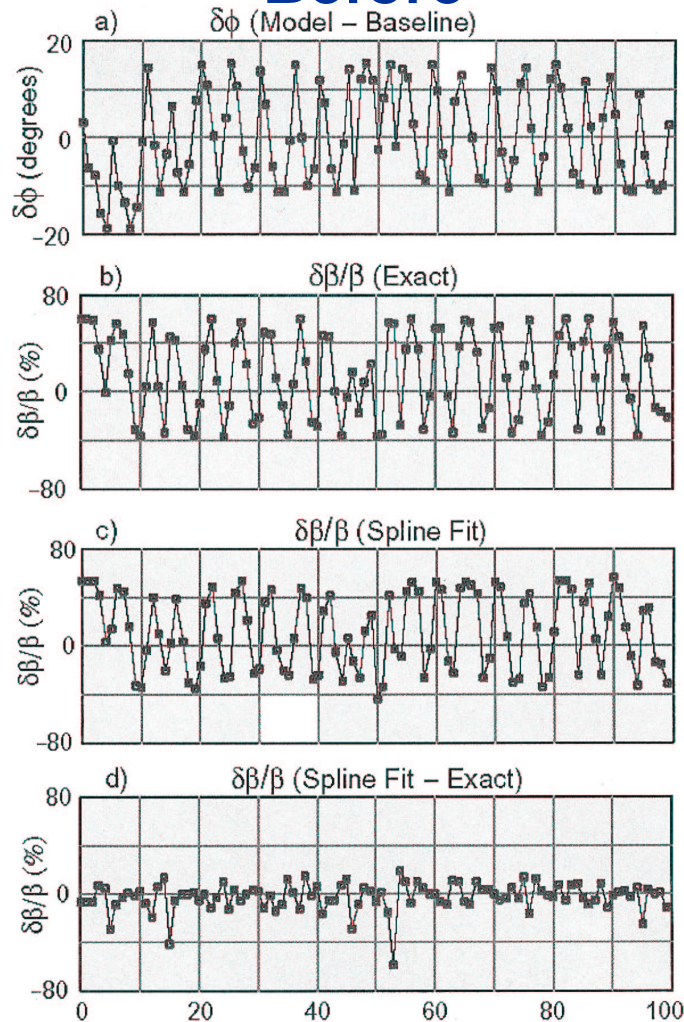 Before
a) δϕ (Model – Baseline)
20
0
–20
δϕ (degrees)
b) δβ/β (Exact)
80
0
–80
δβ/β (%)
c) δβ/β (Spline Fit)
80
0
–80
δβ/β (%)
d) δβ/β (Spline Fit – Exact)
80
0
–80
δβ/β (%)
0 20 40 60 80 100